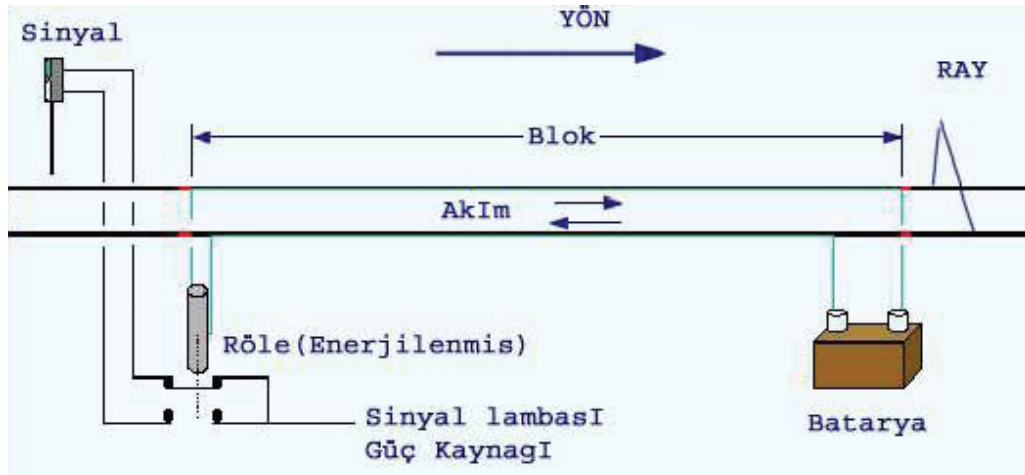 Sinyal
YÖN
RAY
Blok
AkIm
Röle(Enerjilenmis)
Sinyal lambasI
Güç KaynagI
Batarya